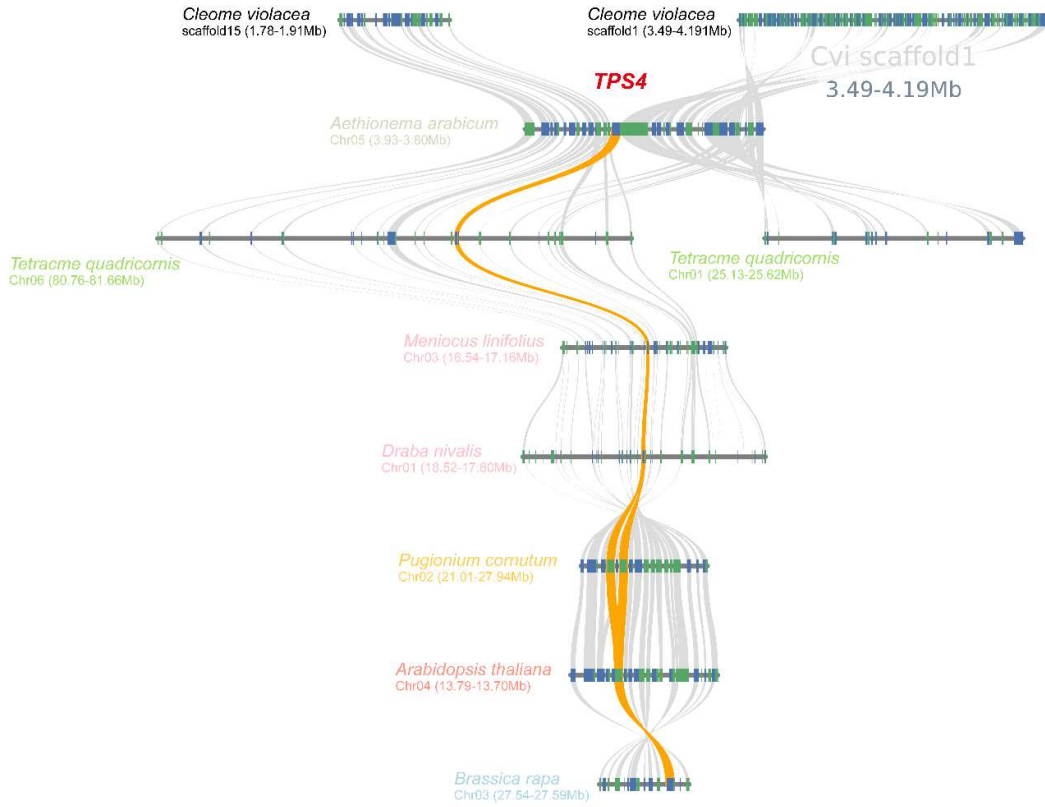 Cleome violacea
scaffold15 (1.78-1.91Mb)
Cleome violacea
scaffold1 (3.49-4.191Mb)
Cvi scaffold1
3.49-4.19Mb
TPS4
Aethionema arabicum
Chr05 (3.93-3.80Mb)
Tetracme quadricornis
Chr06 (80.76-81.66Mb)
Tetracme quadricornis
Chr01 (25.13-25.62Mb)
Meniocus linifolius
Chr03 (16.54-17.16Mb)
Draba nivalis
Chr01 (18.52-17.60Mb)
Pugionium cornutum
Chr02 (21.01-27.94Mb)
Arabidopsis thaliana
Chr04 (13.79-13.70Mb)
Brassica rapa
Chr03 (27.54-27.59Mb)